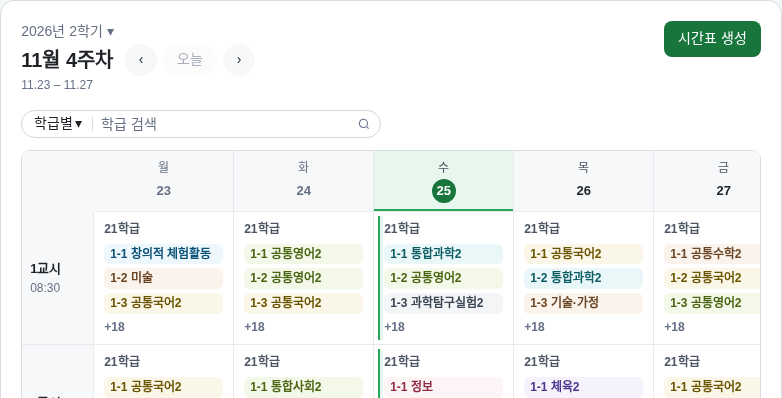 2026년 2학기 ▾
11월 4주차 ‹ 오늘 › 시간표 생성
11.23 – 11.27
학급별 ▾ 학급 검색
월 화 수 목 금
23 24 25 26 27
21학급 21학급 21학급 21학급 21학급
1-1 창의적 체험활동 1-1 공통영어2 1-1 통합과학2 1-1 공통국어2 1-1 공통수학2
1교시 1-2 미술 1-2 공통영어2 1-2 공통영어2 1-2 통합과학2 1-2 공통국어2
08:30 1-3 공통국어2 1-3 공통국어2 1-3 과학탐구실험2 1-3 기술·가정 1-3 공통영어2
+18 +18 +18 +18 +18
21학급 21학급 21학급 21학급 21학급
1-1 공통국어2 1-1 통합사회2 1-1 정보 1-1 체육2 1-1 공통국어2